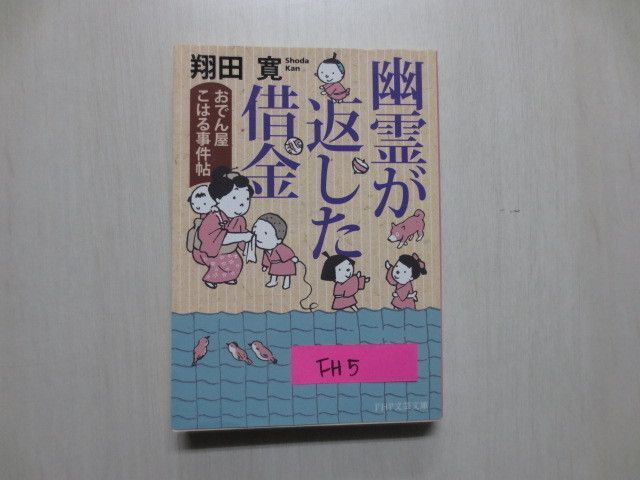 翔田 寛
Shoda
Kan
幽霊が
返した
借金
おでん屋
こはる事件帖
FH5
PHP文芸文庫